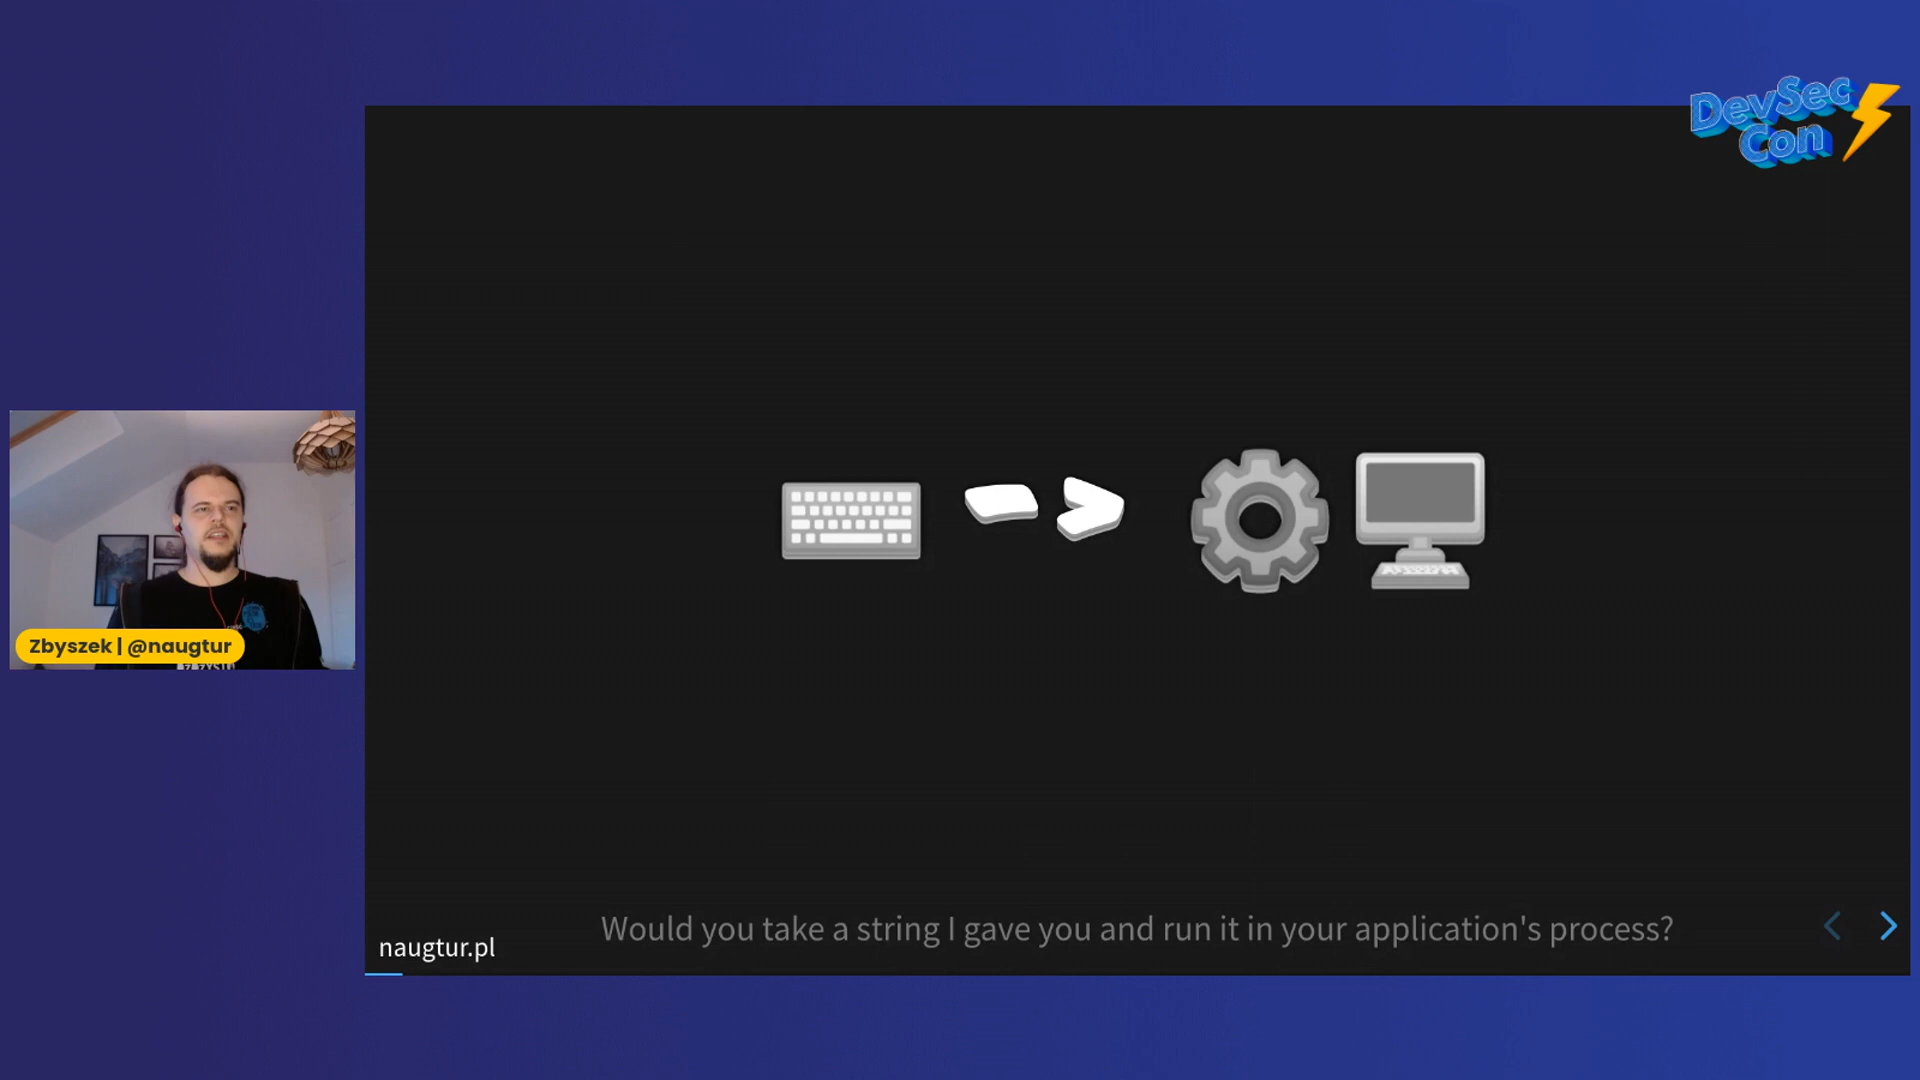 DevSec
Con
Zbyszek | @naugtur
Would you take a string I gave you and run it in your application's process?
naugtur.pl